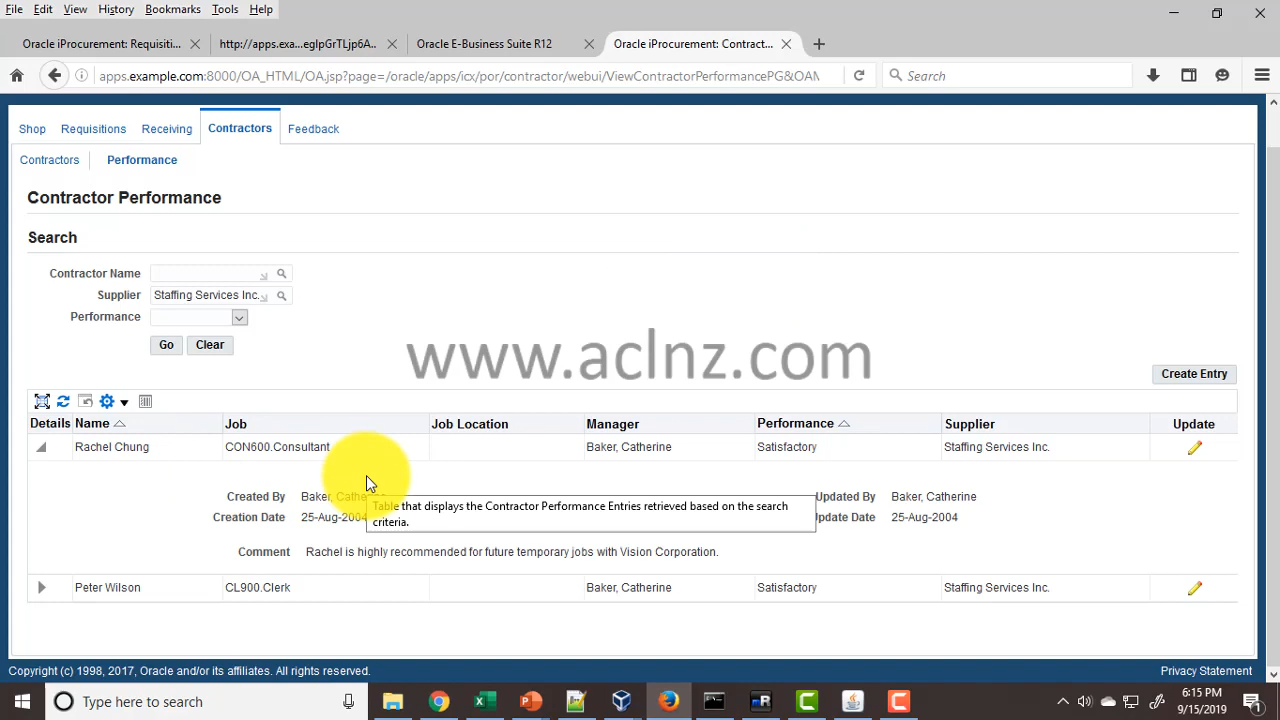 File Edit View History Bookmarks Tools Help
Oracle iProcurement: Requisiti... http://apps.exa...eglpGrTLjp6A.. Oracle E-Business Suite R12 Oracle iProcurement: Contract...
apps.example.com:8000/OA_HTML/OA.jsp?page=/oracle/apps/icx/por/contractor/webui/ViewContractorPerformancePG&OAM Search
Shop Requisitions Receiving Contractors Feedback
Contractors Performance
Contractor Performance
Search
Contractor Name
Supplier Staffing Services Inc.
Performance
Go Clear
www.aclnz.com
Create Entry
Details Name Job Job Location Manager Performance Supplier Update
Rachel Chung CON600.Consultant Baker, Catherine Satisfactory Staffing Services Inc.
Created By Baker, Catherine Updated By Baker, Catherine
Table that displays the Contractor Performance Entries retrieved based on the search
criteria.
Creation Date 25-Aug-2004 Update Date 25-Aug-2004
Comment Rachel is highly recommended for future temporary jobs with Vision Corporation.
Peter Wilson CL900.Clerk Baker, Catherine Satisfactory Staffing Services Inc.
Copyright (c) 1998, 2017, Oracle and/or its affiliates. All rights reserved. Privacy Statement
Type here to search 6:15 PM
9/15/2019 1